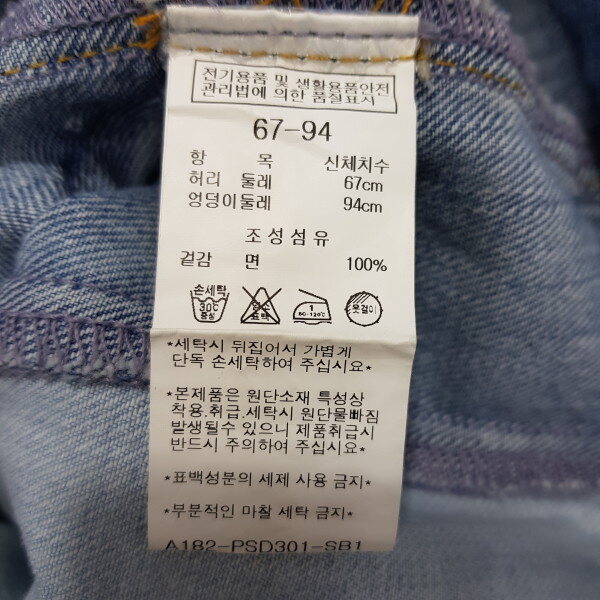 전기용품 및 생활용품안전
관리법에 의한 품질표시
67-94
항 목 신체치수
허리 둘레 67cm
엉덩이둘레 94cm
조성섬유
겉감 면 100%
손세탁 30℃ 중성 염소 표백 1 80-120℃ 옷걸이
*세탁시 뒤집어서 가볍게
단독 손세탁하여 주십시요*
*본제품은 원단소재 특성상
착용.취급.세탁시 원단물빠짐
발생될수 있으니 제품취급시
반드시 주의하여 주십시요*
*표백성분의 세제 사용 금지*
*부분적인 마찰 세탁 금지*
A182-PSD301-SB1